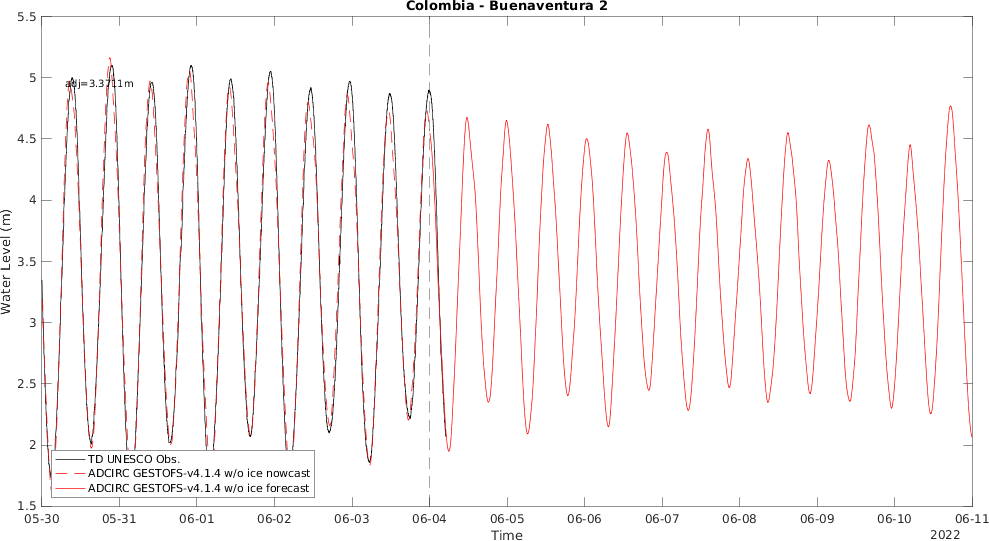 Colombia - Buenaventura 2
5.5
5
4.5
4
3.5
3
2.5
2
1.5
Water Level (m)
adj=3.3711m
TD UNESCO Obs.
ADCIRC GESTOFS-v4.1.4 w/o ice nowcast
ADCIRC GESTOFS-v4.1.4 w/o ice forecast
05-30 05-31 06-01 06-02 06-03 06-04 06-05 06-06 06-07 06-08 06-09 06-10 06-11
Time
2022